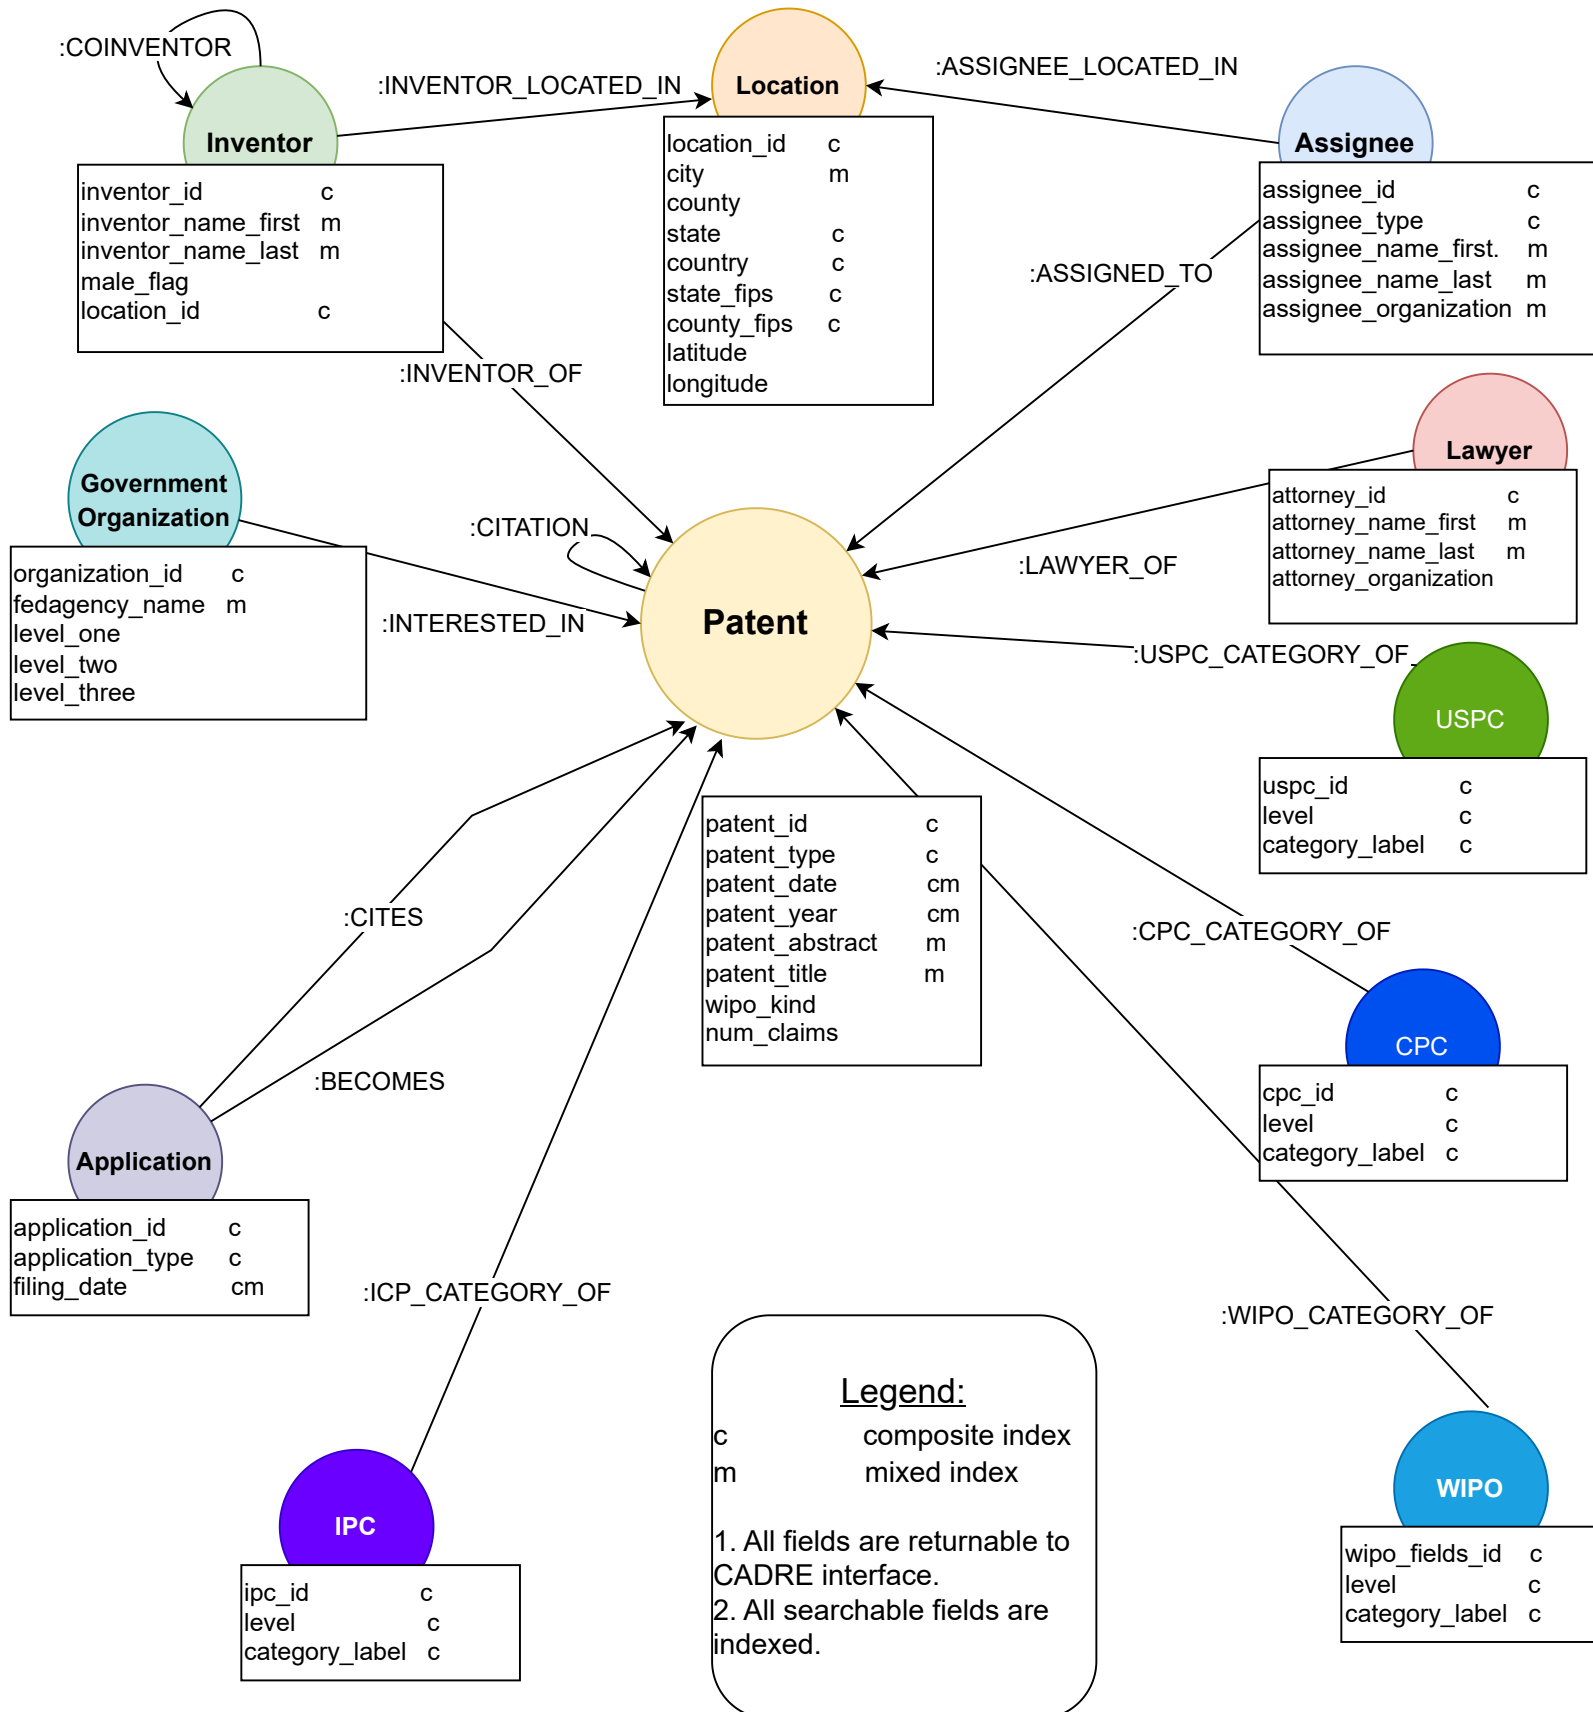 :COINVENTOR
:INVENTOR_LOCATED_IN
:ASSIGNEE_LOCATED_IN
Inventor
inventor_id c
inventor_name_first m
inventor_name_last m
male_flag
location_id c
Location
location_id c
city m
county
state c
country c
state_fips c
county_fips c
latitude
longitude
Assignee
assignee_id c
assignee_type c
assignee_name_first. m
assignee_name_last m
assignee_organization m
:ASSIGNED_TO
:INVENTOR_OF
Government
Organization
organization_id c
fedagency_name m
level_one
level_two
level_three
:CITATION
:INTERESTED_IN
Patent
Lawyer
attorney_id c
attorney_name_first m
attorney_name_last m
attorney_organization
:LAWYER_OF
:USPC_CATEGORY_OF
USPC
uspc_id c
level c
category_label c
patent_id c
patent_type c
patent_date cm
patent_year cm
patent_abstract m
patent_title m
wipo_kind
num_claims
:CITES
:BECOMES
:CPC_CATEGORY_OF
CPC
cpc_id c
level c
category_label c
Application
application_id c
application_type c
filing_date cm
:ICP_CATEGORY_OF
:WIPO_CATEGORY_OF
IPC
ipc_id c
level c
category_label c
Legend:
c composite index
m mixed index
1. All fields are returnable to
CADRE interface.
2. All searchable fields are
indexed.
WIPO
wipo_fields_id c
level c
category_label c